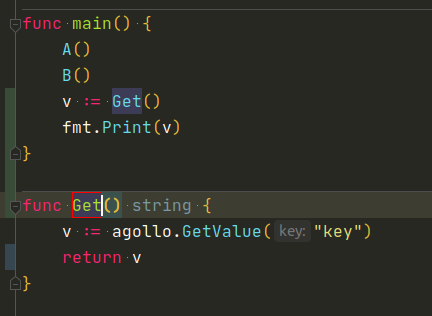 func main() {
A()
B()
v := Get()
fmt.Print(v)
}
func Get() string {
v := agollo.GetValue( key: "key")
return v
}